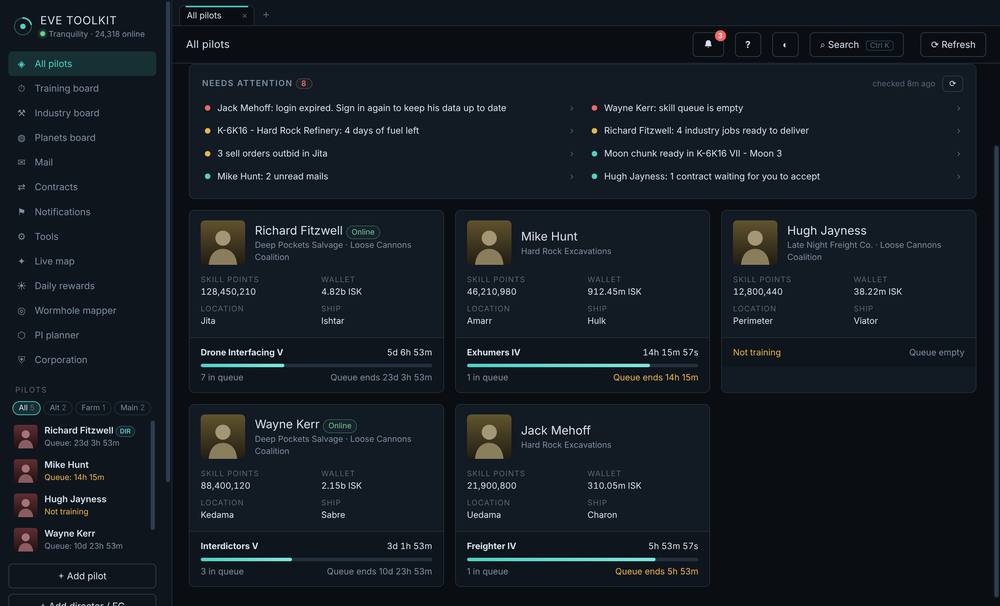 EVE TOOLKIT
Tranquility · 24,318 online
All pilots
Training board
Industry board
Planets board
Mail
Contracts
Notifications
Tools
Live map
Daily rewards
Wormhole mapper
PI planner
Corporation
PILOTS
All 5 Alt 2 Farm 1 Main 2
Richard Fitzwell DIR
Queue: 23d 3h 53m
Mike Hunt
Queue: 14h 15m
Hugh Jayness
Not training
Wayne Kerr
Queue: 10d 23h 53m
+ Add pilot
+ Add director / FC
All pilots × +
All pilots
3 ? Search Ctrl K Refresh
NEEDS ATTENTION 8 checked 8m ago
Jack Mehoff: login expired. Sign in again to keep his data up to date
Wayne Kerr: skill queue is empty
K-6K16 - Hard Rock Refinery: 4 days of fuel left
Richard Fitzwell: 4 industry jobs ready to deliver
3 sell orders outbid in Jita
Moon chunk ready in K-6K16 VII - Moon 3
Mike Hunt: 2 unread mails
Hugh Jayness: 1 contract waiting for you to accept
Richard Fitzwell Online
Deep Pockets Salvage · Loose Cannons
Coalition
SKILL POINTS WALLET
128,450,210 4.82b ISK
LOCATION SHIP
Jita Ishtar
Drone Interfacing V 5d 6h 53m
7 in queue Queue ends 23d 3h 53m
Mike Hunt
Hard Rock Excavations
SKILL POINTS WALLET
46,210,980 912.45m ISK
LOCATION SHIP
Amarr Hulk
Exhumers IV 14h 15m 57s
1 in queue Queue ends 14h 15m
Hugh Jayness
Late Night Freight Co. · Loose Cannons
Coalition
SKILL POINTS WALLET
12,800,440 38.22m ISK
LOCATION SHIP
Perimeter Viator
Not training Queue empty
Wayne Kerr Online
Deep Pockets Salvage · Loose Cannons
Coalition
SKILL POINTS WALLET
88,400,120 2.15b ISK
LOCATION SHIP
Kedama Sabre
Interdictors V 3d 1h 53m
3 in queue Queue ends 10d 23h 53m
Jack Mehoff
Hard Rock Excavations
SKILL POINTS WALLET
21,900,800 310.05m ISK
LOCATION SHIP
Uedama Charon
Freighter IV 5h 53m 57s
1 in queue Queue ends 5h 53m